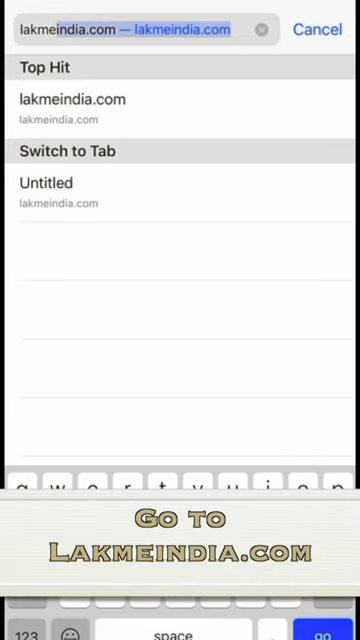 lakmeindia.com — lakmeindia.com Cancel
Top Hit
lakmeindia.com
lakmeindia.com
Switch to Tab
Untitled
lakmeindia.com
q w e r t y u i o p
Go to
Lakmeindia.com
123 space . go